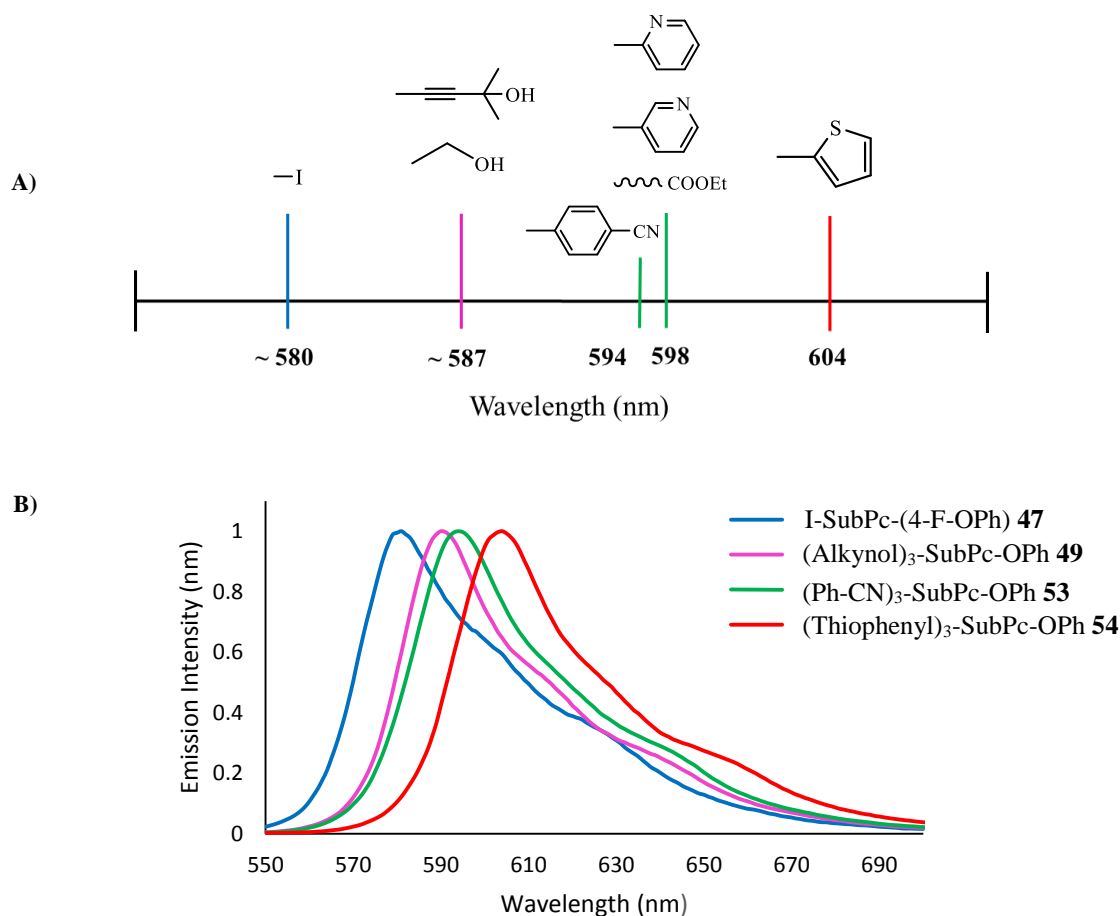 N
OH
N
S
OH
A)
I
COOEt
CN
~ 580
~ 587
594
598
604
Wavelength (nm)
B)
I-SubPc-(4-F-OPh) 47
(Alkynol)₃-SubPc-OPh 49
(Ph-CN)₃-SubPc-OPh 53
(Thiophenyl)₃-SubPc-OPh 54
Emission Intensity (nm)
1
0.8
0.6
0.4
0.2
0
550 570 590 610 630 650 670 690
Wavelength (nm)